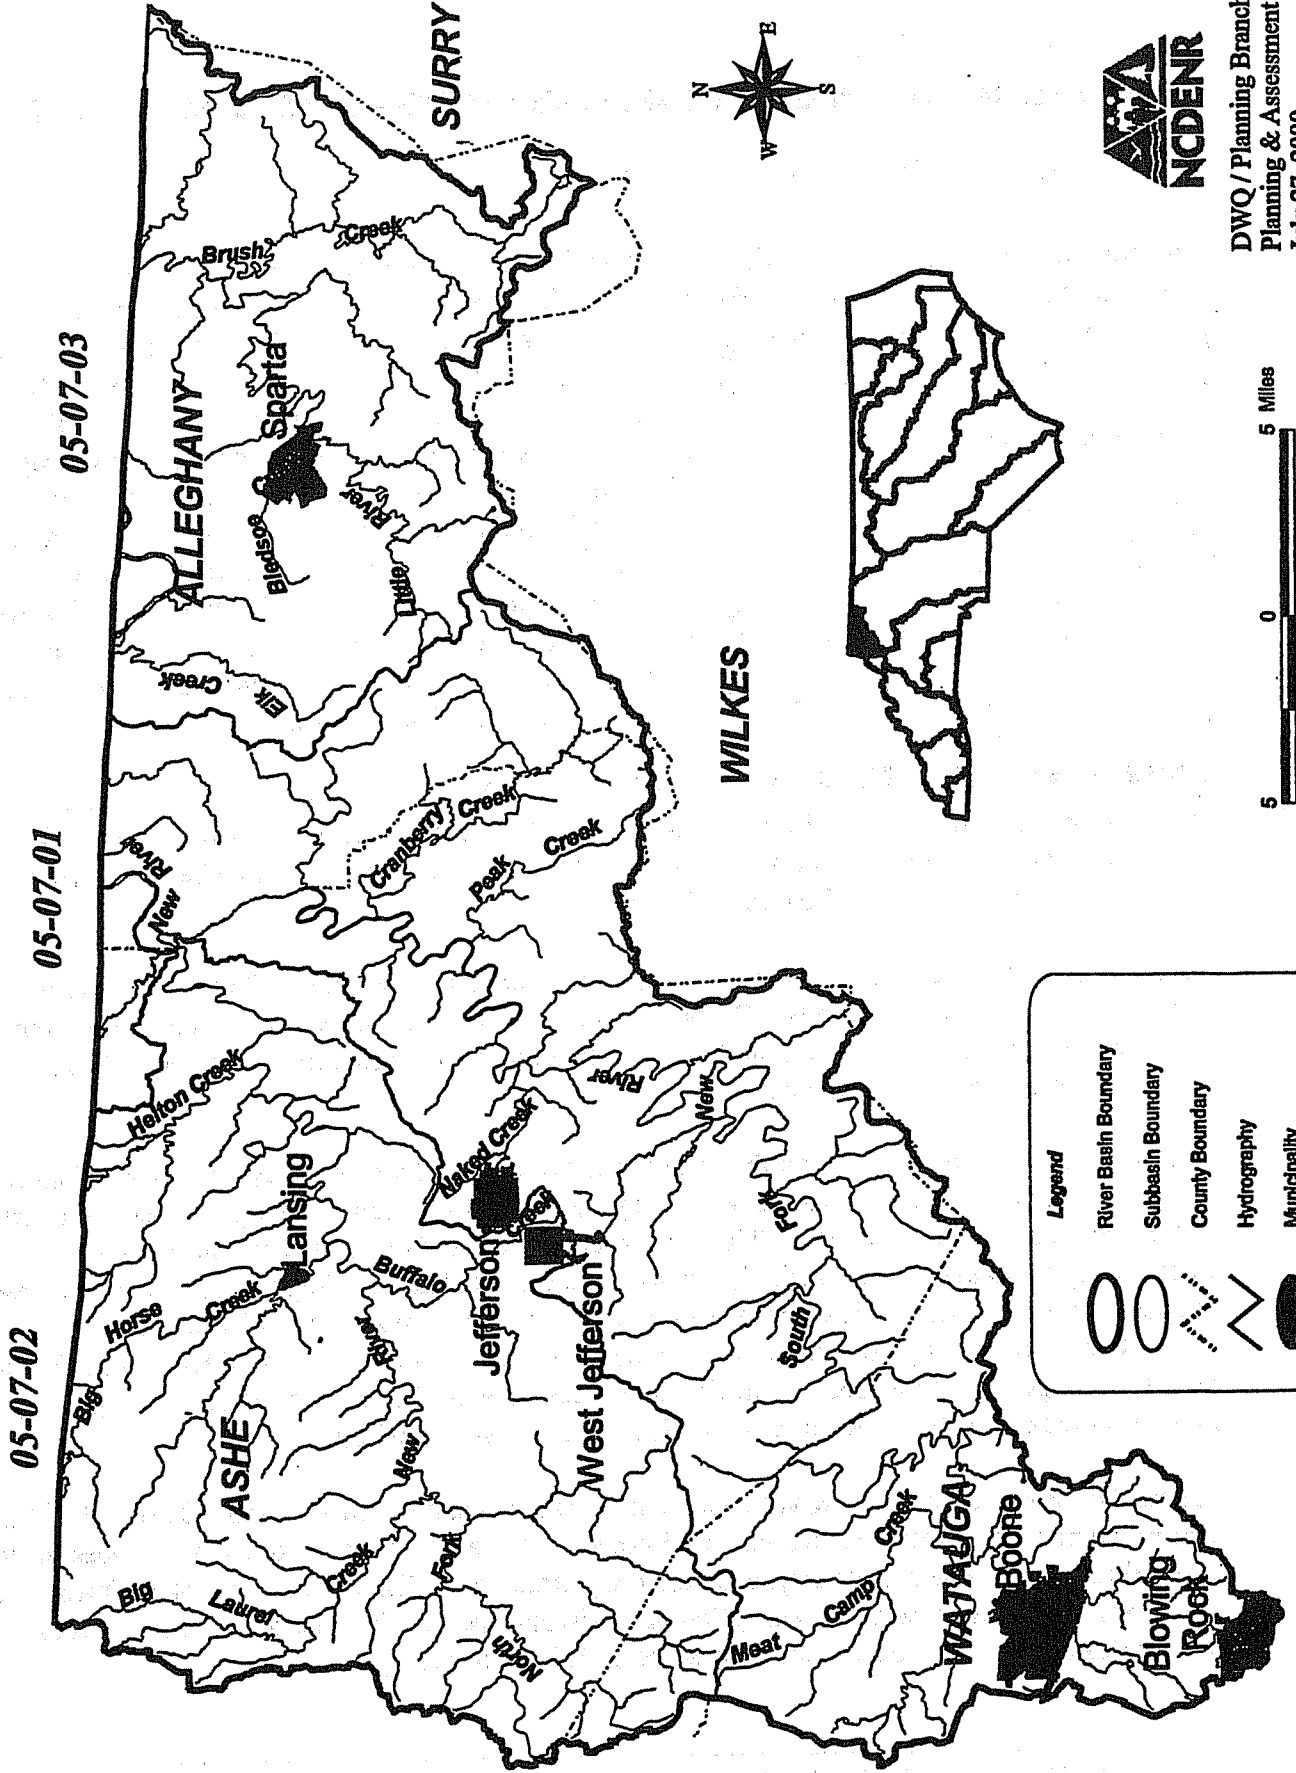 05-07-02
05-07-01
05-07-03
Big
Laurel
Creek
Big
Horse
Creek
Helton Creek
New
River
Elk
Creek
ALLEGHANY
Sparta
Bledsoe
C
Little
River
Brush
Creek
SURRY
ASHE
Lansing
Buffalo
North
Fork
New
River
Naked Creek
Creek
Jefferson
West Jefferson
Cranberry
Creek
Peak
Creek
South
Fork
New
River
WILKES
Meat
Camp
Creek
WATAUGA
Boone
Blowing
Rock
N
E
S
W
Legend
River Basin Boundary
Subbasin Boundary
County Boundary
Hydrography
Municipality
5 0 5 Miles
NCDENR
DWQ / Planning Branch
Planning & Assessment